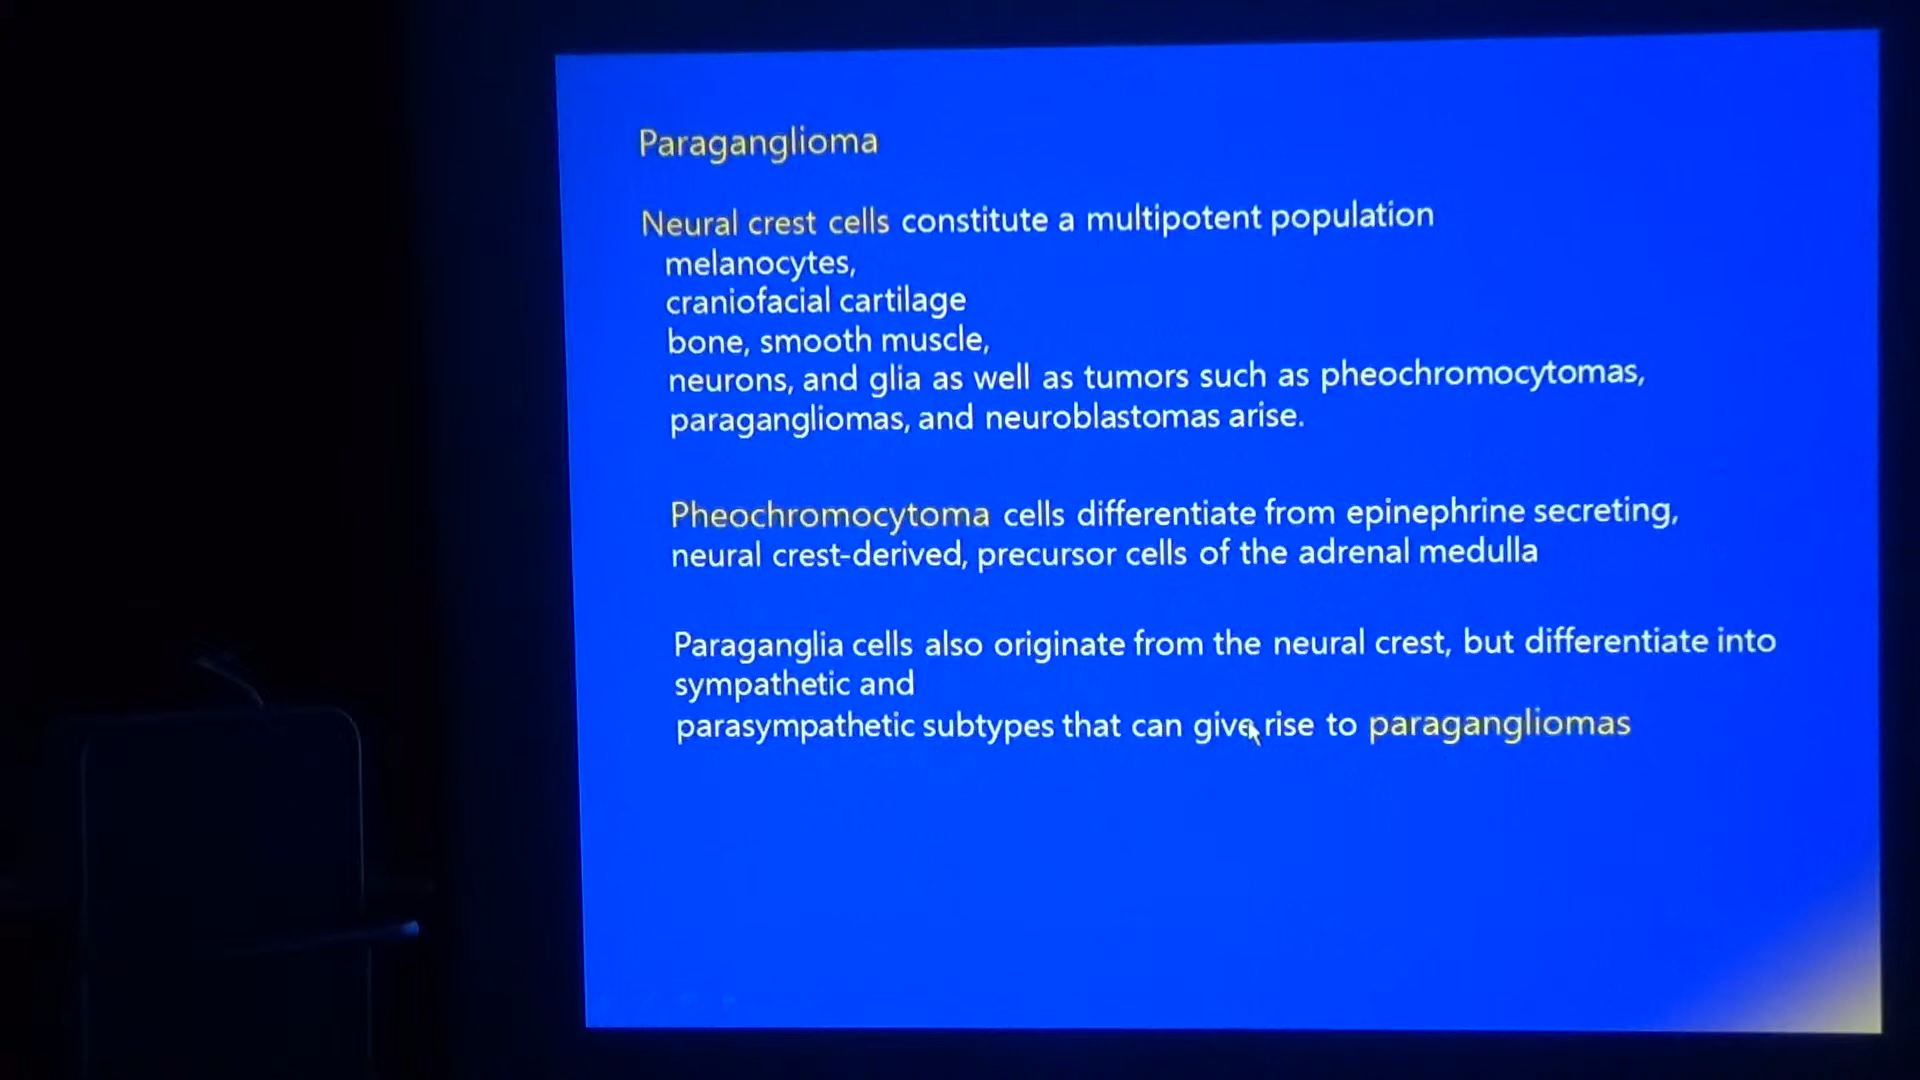 Paraganglioma
Neural crest cells constitute a multipotent population
melanocytes,
craniofacial cartilage
bone, smooth muscle,
neurons, and glia as well as tumors such as pheochromocytomas,
paragangliomas, and neuroblastomas arise.
Pheochromocytoma cells differentiate from epinephrine secreting,
neural crest-derived, precursor cells of the adrenal medulla
Paraganglia cells also originate from the neural crest, but differentiate into
sympathetic and
parasympathetic subtypes that can give rise to paragangliomas